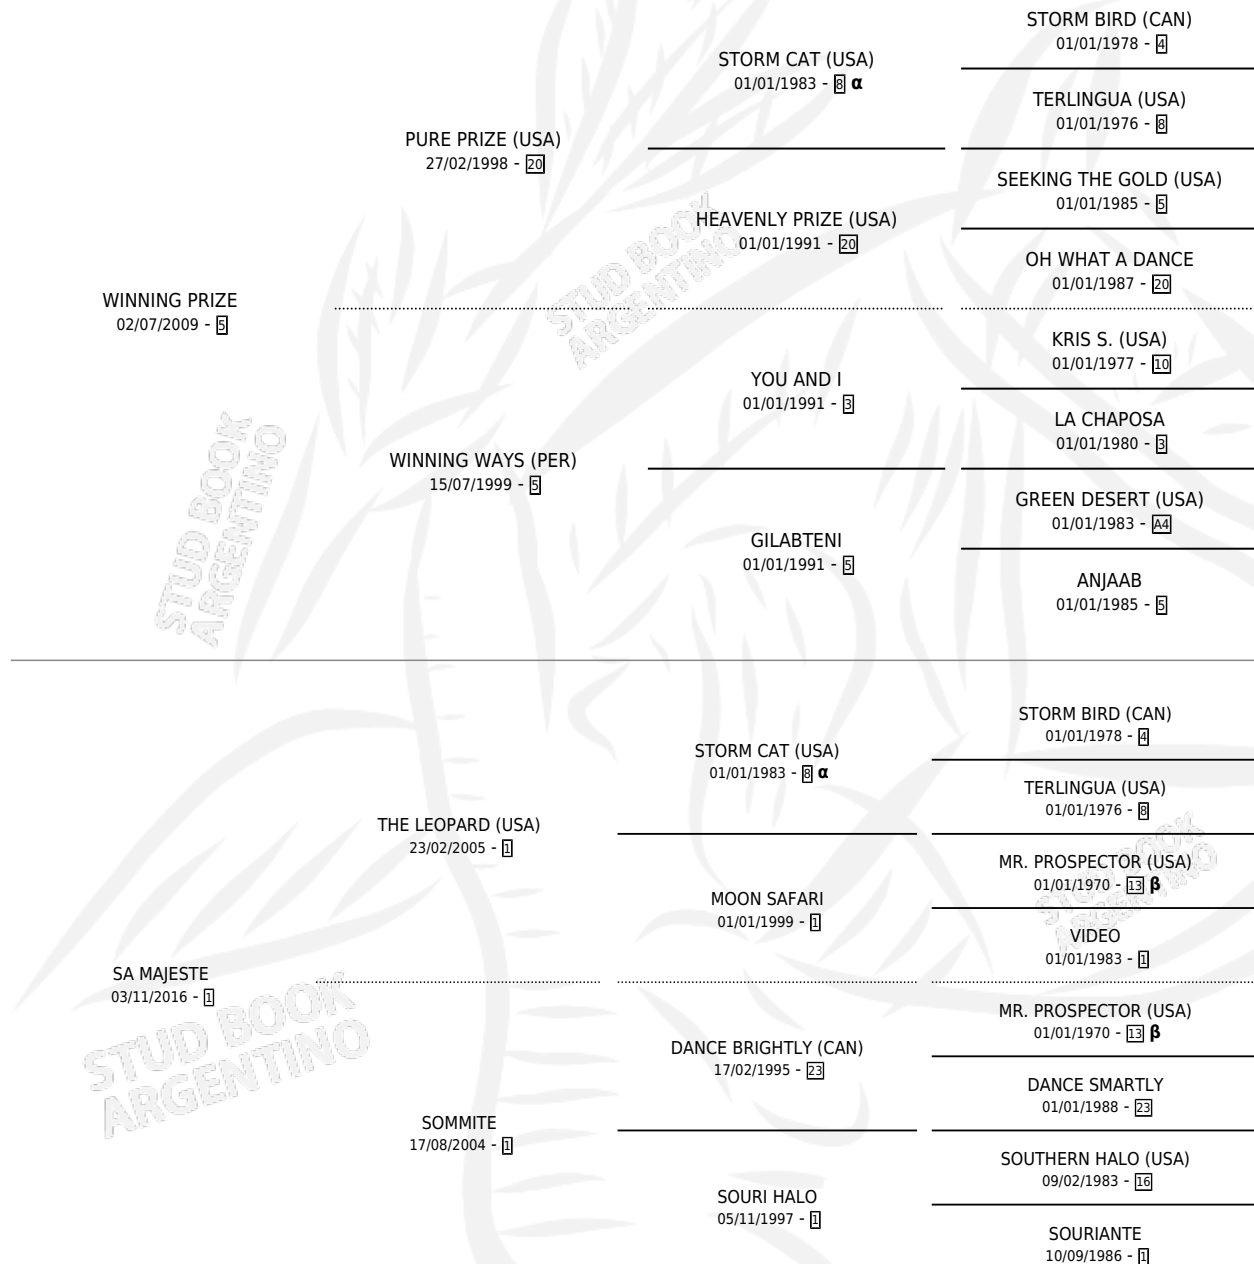 STORM BIRD (CAN)
01/01/1978 - 4
STORM CAT (USA)
01/01/1983 - 8 α
TERLINGUA (USA)
01/01/1976 - 8
PURE PRIZE (USA)
27/02/1998 - 20
SEEKING THE GOLD (USA)
01/01/1985 - 5
HEAVENLY PRIZE (USA)
01/01/1991 - 20
OH WHAT A DANCE
01/01/1987 - 20
WINNING PRIZE
02/07/2009 - 5
KRIS S. (USA)
01/01/1977 - 10
YOU AND I
01/01/1991 - 3
LA CHAPOSA
01/01/1980 - 3
WINNING WAYS (PER)
15/07/1999 - 5
GREEN DESERT (USA)
01/01/1983 - A4
GILABTENI
01/01/1991 - 5
ANJAAB
01/01/1985 - 5
STUD BOOK
ARGENTINO
STUD BOOK
ARGENTINO
STORM BIRD (CAN)
01/01/1978 - 4
STORM CAT (USA)
01/01/1983 - 8 α
TERLINGUA (USA)
01/01/1976 - 8
THE LEOPARD (USA)
23/02/2005 - 1
MR. PROSPECTOR (USA)
01/01/1970 - 13 β
MOON SAFARI
01/01/1999 - 1
VIDEO
01/01/1983 - 1
SA MAJESTE
03/11/2016 - 1
MR. PROSPECTOR (USA)
01/01/1970 - 13 β
DANCE BRIGHTLY (CAN)
17/02/1995 - 23
DANCE SMARTLY
01/01/1988 - 23
SOMMITE
17/08/2004 - 1
SOUTHERN HALO (USA)
09/02/1983 - 16
SOURI HALO
05/11/1997 - 1
SOURIANTE
10/09/1986 - 1
STUD BOOK
ARGENTINO
STUD BOOK
ARGENTINO